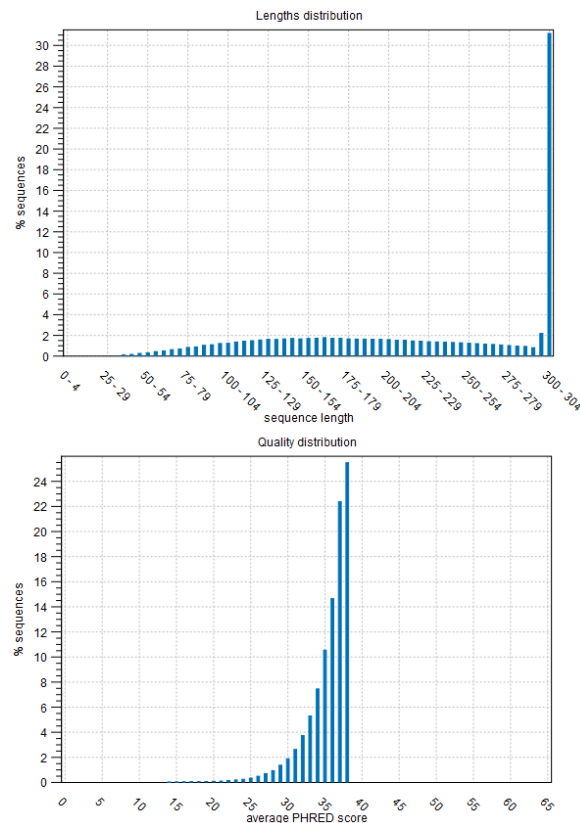 Lengths distribution
% sequences
30
28
26
24
22
20
18
16
14
12
10
8
6
4
2
0
0 - 4
25 - 29
50 - 54
75 - 79
100 - 104
125 - 129
150 - 154
175 - 179
200 - 204
225 - 229
250 - 254
275 - 279
300 - 304
sequence length
Quality distribution
% sequences
24
22
20
18
16
14
12
10
8
6
4
2
0
0
5
10
15
20
25
30
35
40
45
50
55
60
65
average PHRED score